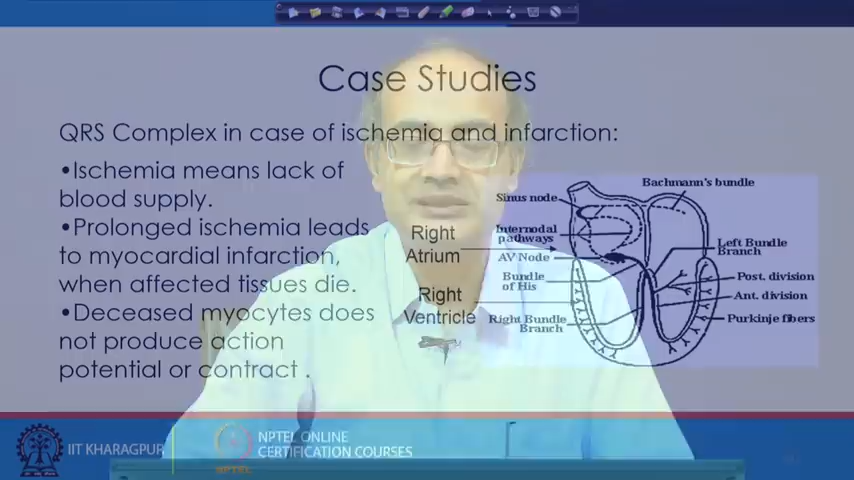 Case Studies
QRS Complex in case of ischemia and infarction:
•Ischemia means lack of
blood supply.
•Prolonged ischemia leads
to myocardial infarction,
when affected tissues die.
•Deceased myocytes does
not produce action
potential or contract .
Bachmann's bundle
Sinus node
Internodal
pathways
Right
Atrium
AV Node
Left Bundle
Branch
Bundle
of His
Post. division
Right
Ventricle
Ant. division
Right Bundle
Branch
Purkinje fibers
IIT KHARAGPUR
NPTEL
NPTEL ONLINE
CERTIFICATION COURSES